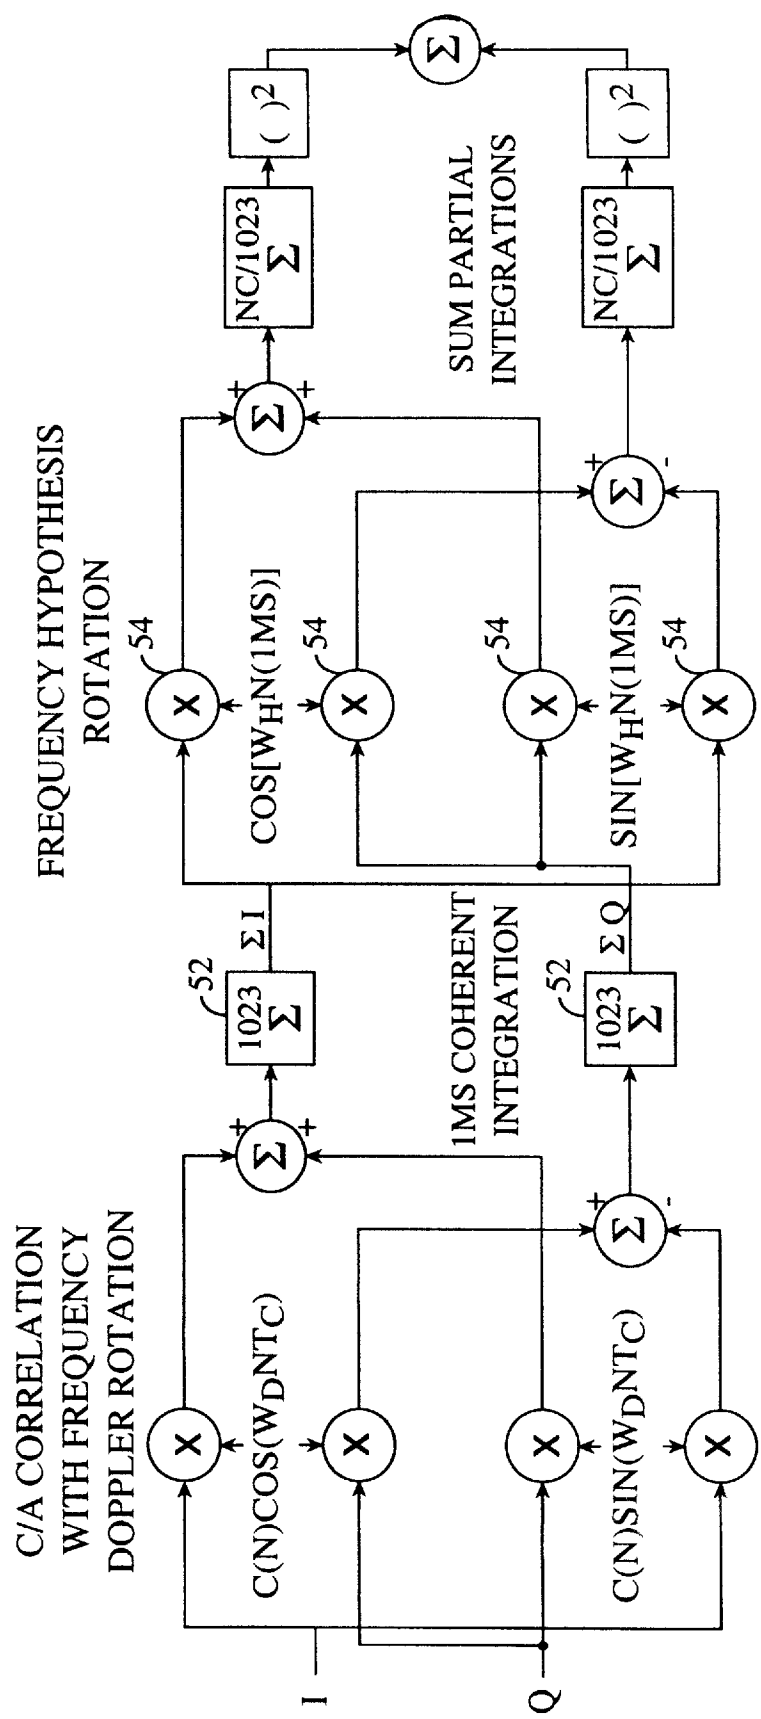 C/A CORRELATION
WITH FREQUENCY
DOPPLER ROTATION
FREQUENCY HYPOTHESIS
ROTATION
I
Q
X
X
X
X
C(N)COS(WDNTC)
C(N)SIN(WDNTC)
Σ
+
+
Σ
+
-
1MS COHERENT
INTEGRATION
1023
Σ
52
1023
Σ
52
Σ I
Σ Q
X
54
X
54
X
54
X
54
COS[WHN(1MS)]
SIN[WHN(1MS)]
Σ
+
+
Σ
+
-
SUM PARTIAL
INTEGRATIONS
NC/1023
Σ
NC/1023
Σ
( )2
( )2
Σ